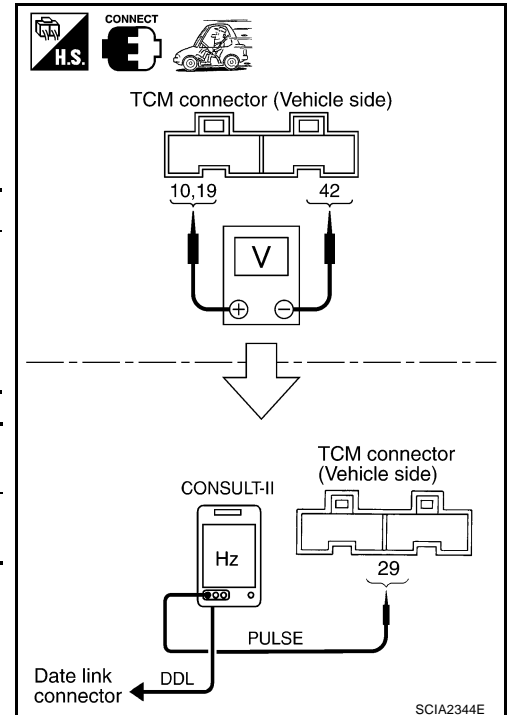 H.S.
CONNECT
TCM connector (Vehicle side)
10,19
42
V
+ −
CONSULT-II
TCM connector
(Vehicle side)
Hz
29
PULSE
DDL
Date link
connector
SCIA2344E